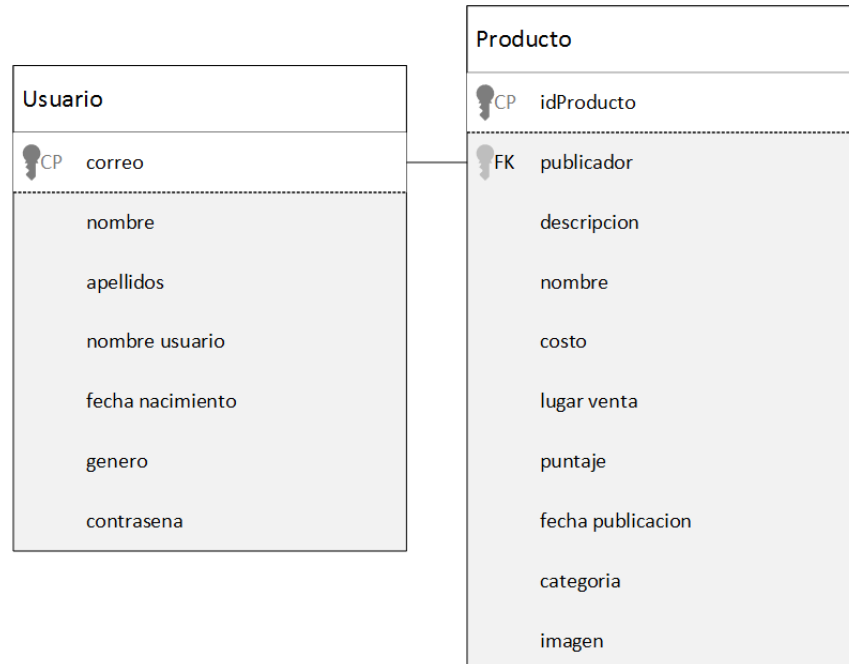 Usuario
CP correo
nombre
apellidos
nombre usuario
fecha nacimiento
genero
contrasena
Producto
CP idProducto
FK publicador
descripcion
nombre
costo
lugar venta
puntaje
fecha publicacion
categoria
imagen